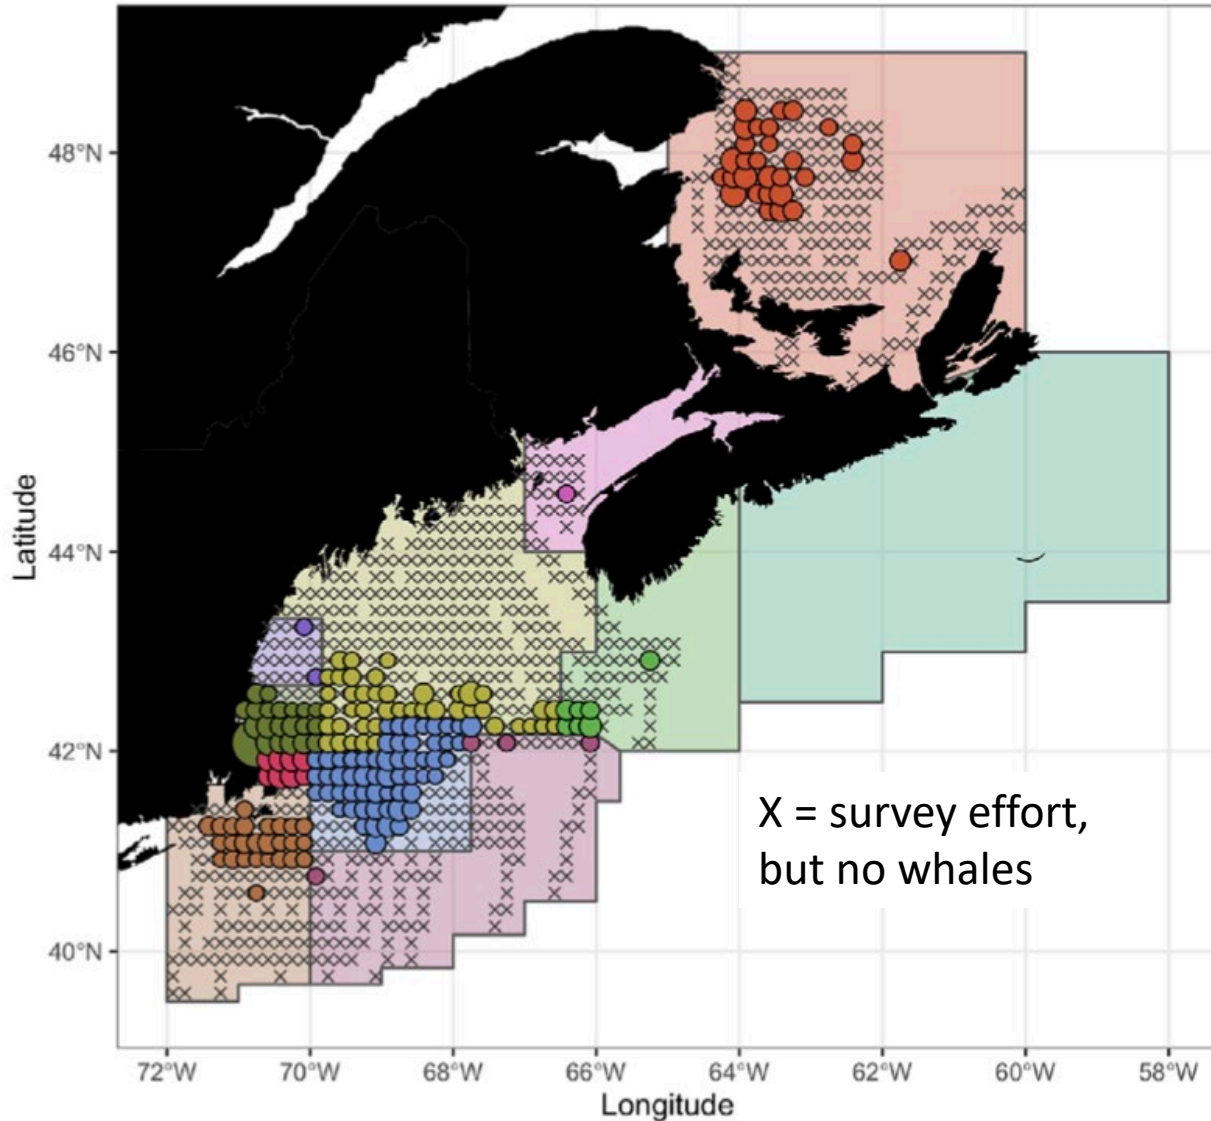 48°N
46°N
44°N
42°N
40°N
Latitude
X = survey effort,
but no whales
72°W 70°W 68°W 66°W 64°W 62°W 60°W 58°W
Longitude